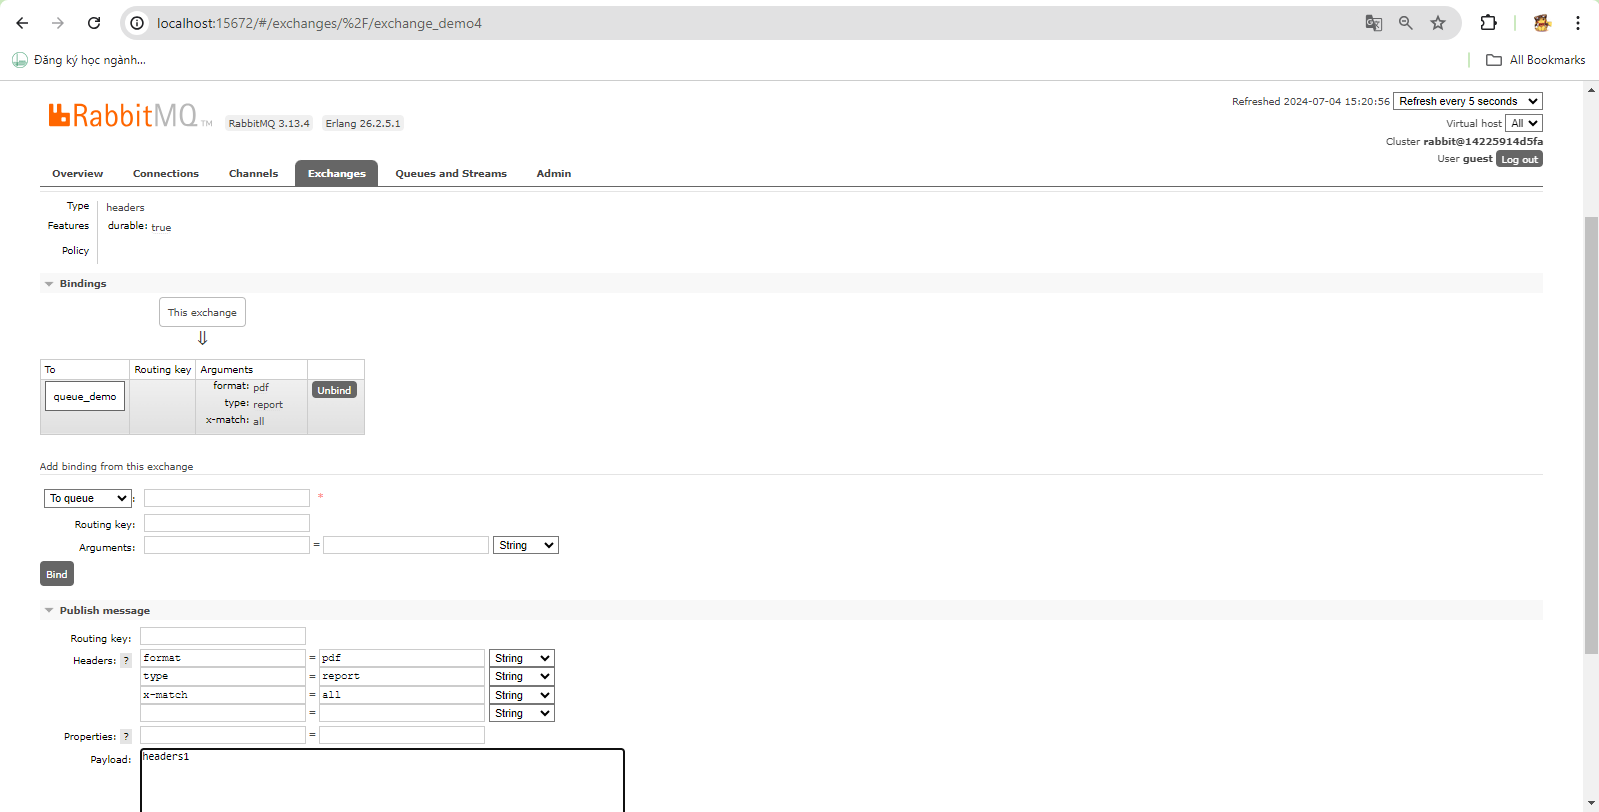 localhost:15672/#/exchanges/%2F/exchange_demo4
Đăng ký học ngành...
All Bookmarks
RabbitMQ TM
RabbitMQ 3.13.4
Erlang 26.2.5.1
Refreshed 2024-07-04 15:20:56
Refresh every 5 seconds
Virtual host All
Cluster rabbit@14225914d5fa
User guest Log out
Overview Connections Channels Exchanges Queues and Streams Admin
Type headers
Features durable: true
Policy
Bindings
This exchange
⇓
To Routing key Arguments
queue_demo format: pdf Unbind
type: report
x-match: all
Add binding from this exchange
To queue : *
Routing key:
Arguments: = String
Bind
Publish message
Routing key:
Headers: ? format = pdf String
type = report String
x-match = all String
= String
Properties: ? =
Payload: headers1